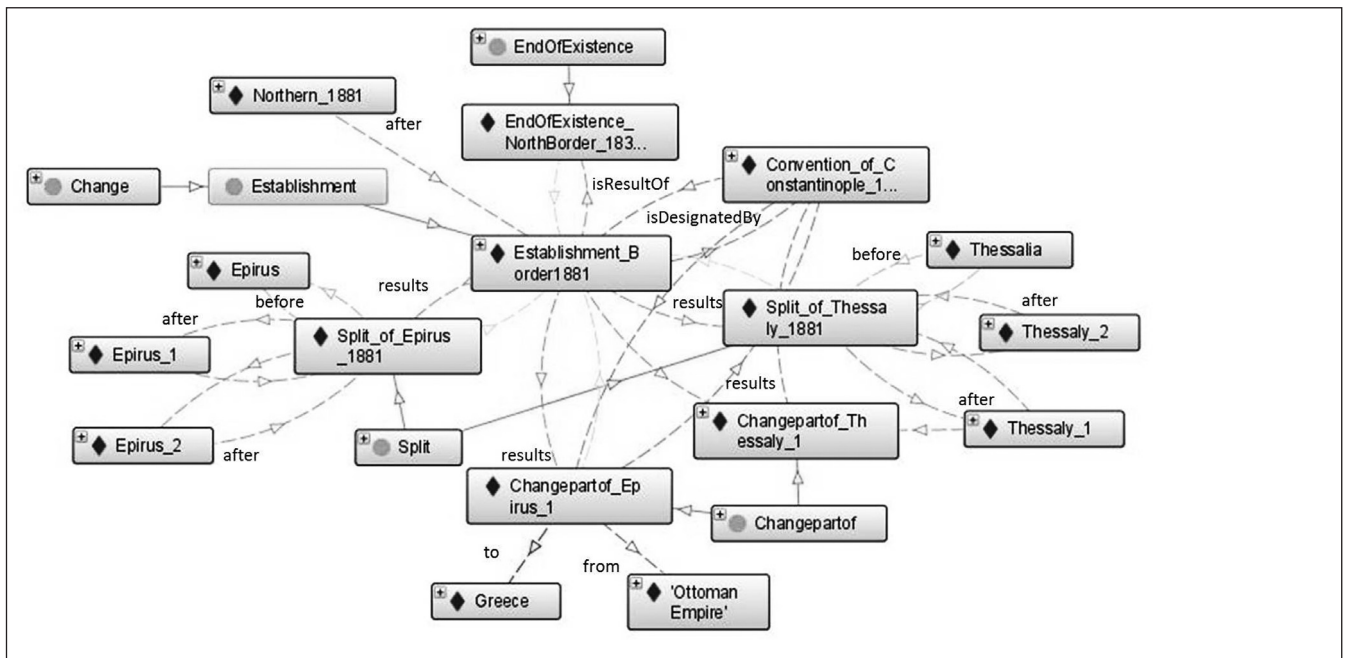 EndOfExistence
Northern_1881
after
EndOfExistence_
NorthBorder_183...
Convention_of_C
onstantinople_1...
Change
Establishment
isResultOf
isDesignatedBy
Establishment_B
order1881
before
Thessalia
Epirus
before
results
results
Split_of_Thessa
ly_1881
after
Thessaly_2
after
Epirus_1
Split_of_Epirus
_1881
results
after
Thessaly_1
Changepartof_Th
essaly_1
Epirus_2
after
Split
results
Changepartof_Ep
irus_1
Changepartof
to
from
Greece
'Ottoman
Empire'